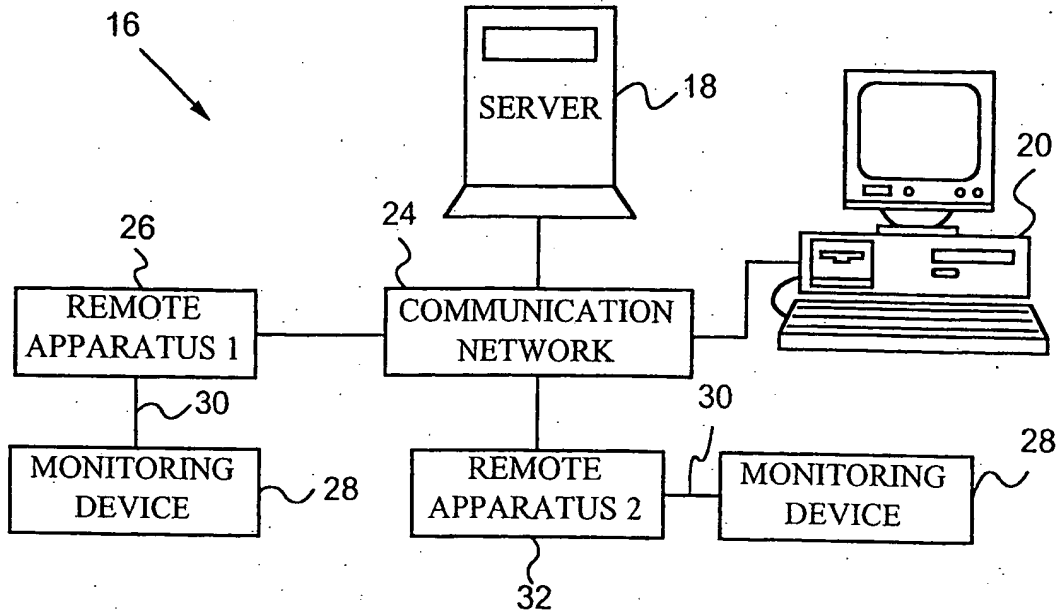 16
SERVER
18
20
24
26
REMOTE
APPARATUS 1
COMMUNICATION
NETWORK
30
30
MONITORING
DEVICE
28
REMOTE
APPARATUS 2
MONITORING
DEVICE
28
32